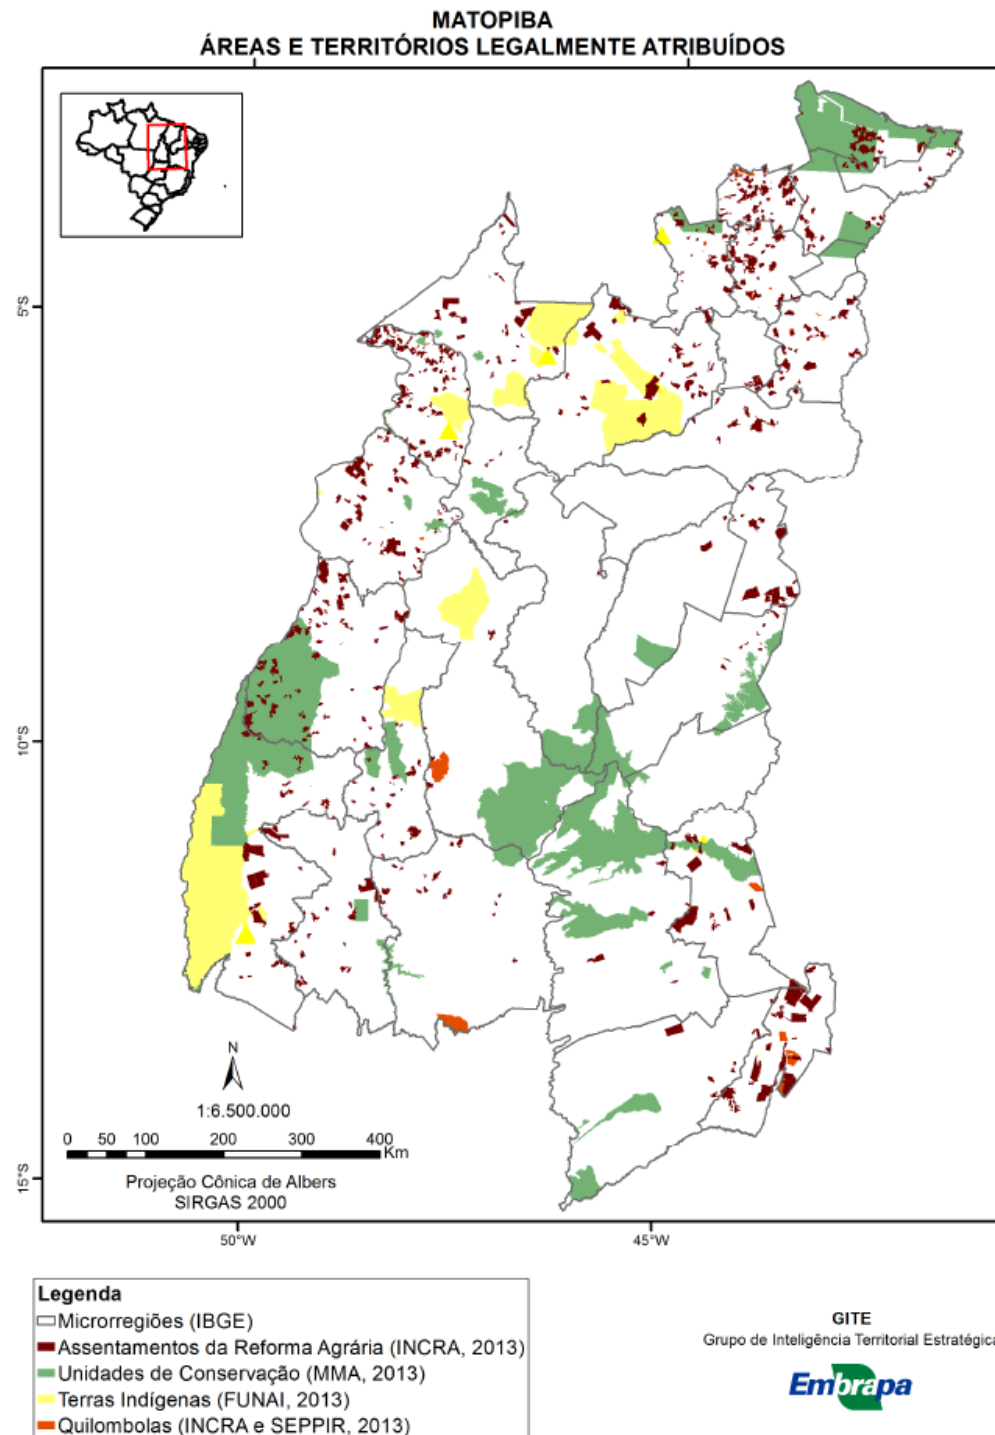 MATOPIBA
ÁREAS E TERRITÓRIOS LEGALMENTE ATRIBUÍDOS
5°S
10°S
15°S
N
1:6.500.000
0 50 100 200 300 400
Km
Projeção Cônica de Albers
SIRGAS 2000
50°W 45°W
Legenda
Microrregiões (IBGE)
Assentamentos da Reforma Agrária (INCRA, 2013)
Unidades de Conservação (MMA, 2013)
Terras Indígenas (FUNAI, 2013)
Quilombolas (INCRA e SEPPIR, 2013)
GITE
Grupo de Inteligência Territorial Estratégica
Embrapa